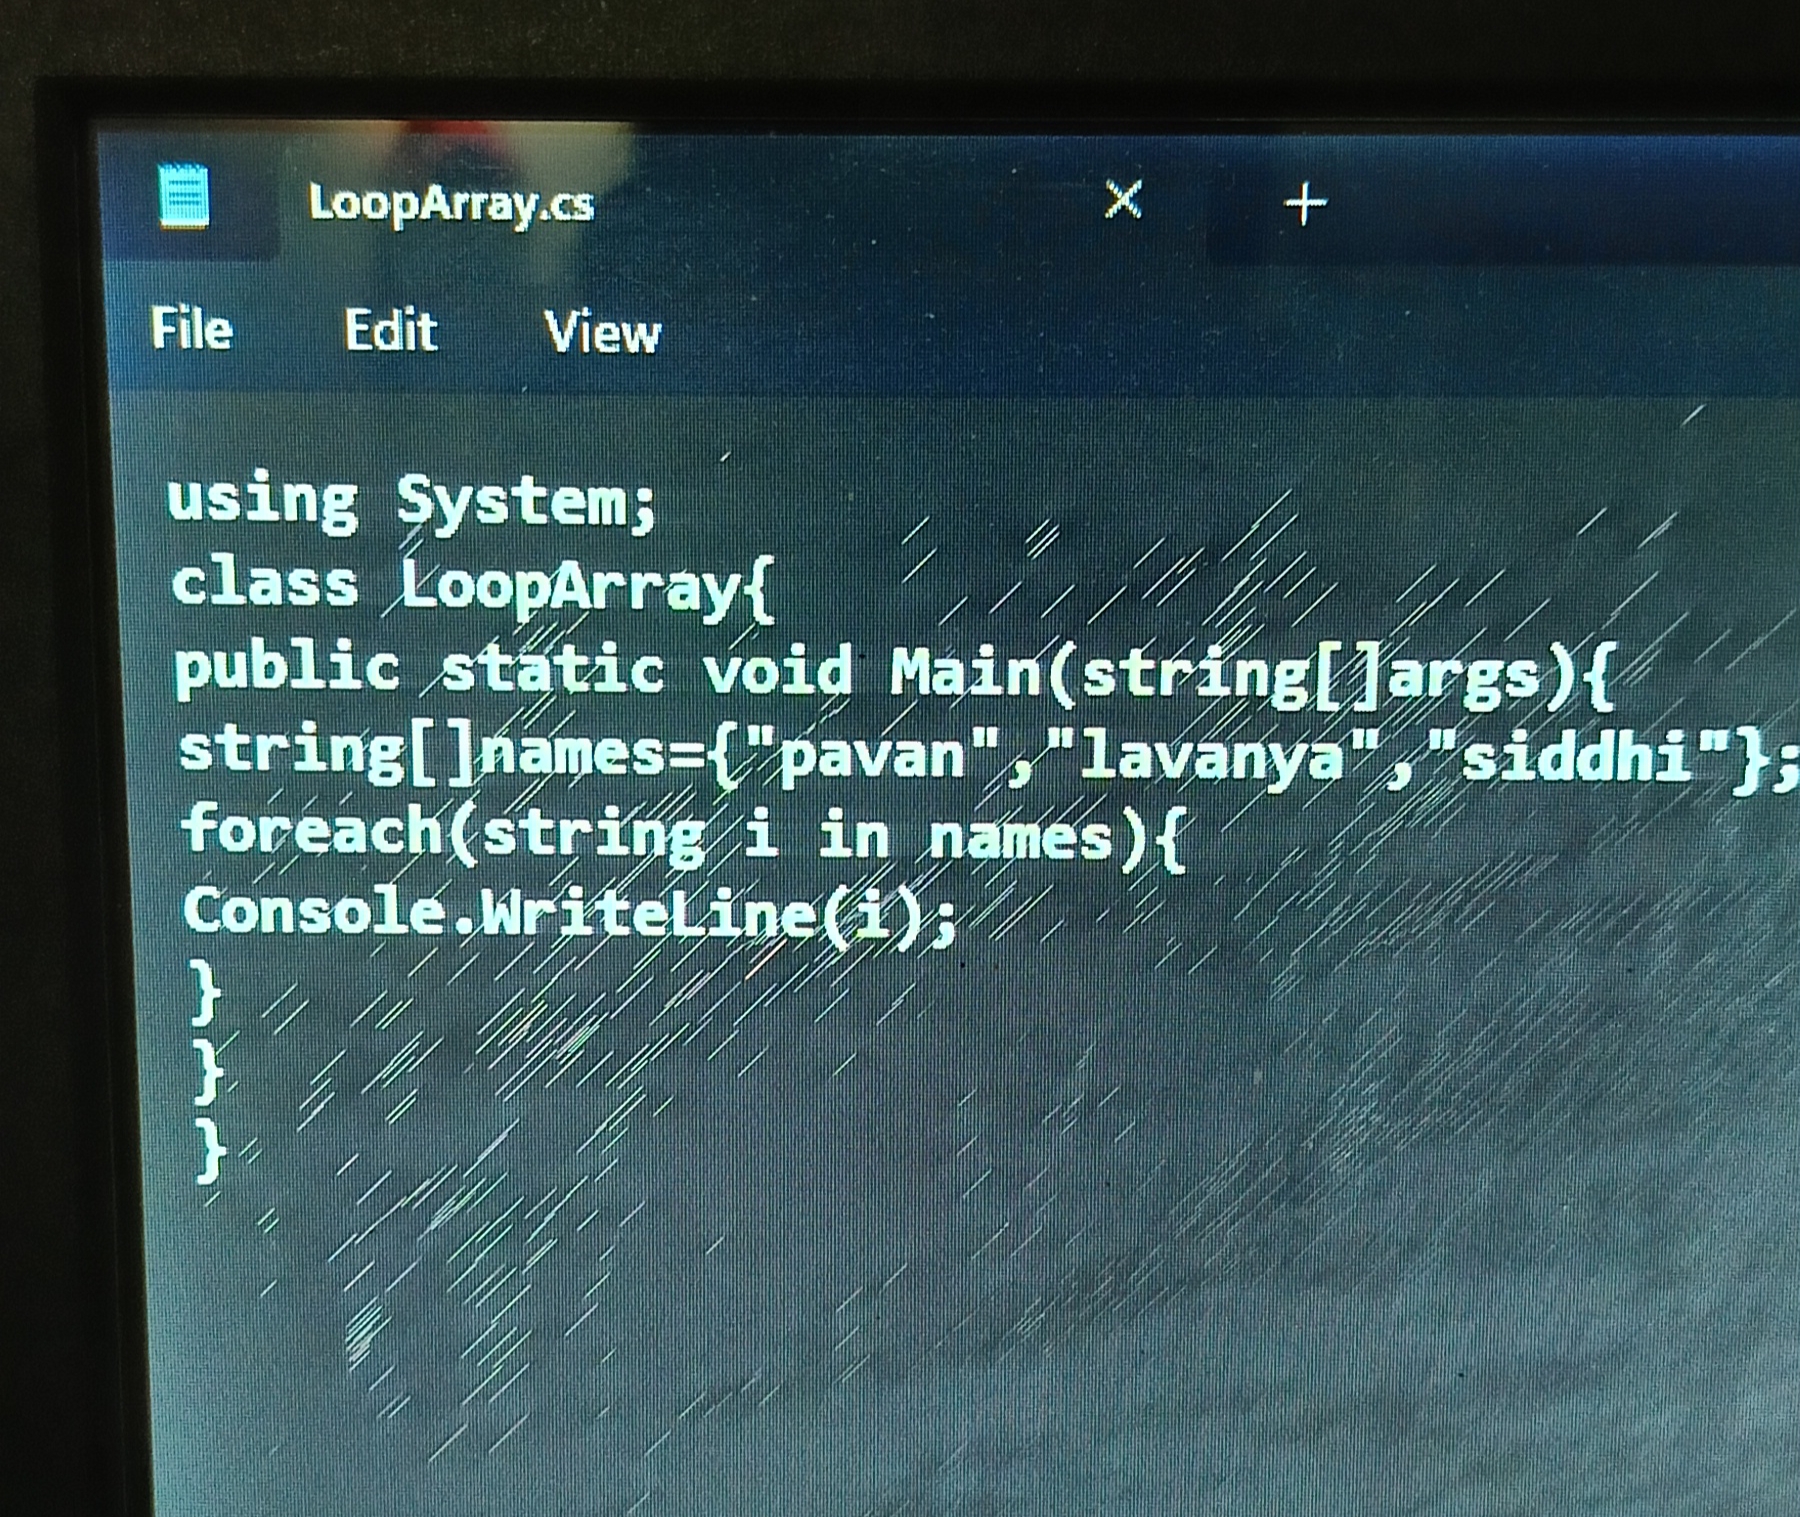 LoopArray.cs
File Edit View
using System;
class LoopArray{
public static void Main(string[]args){
string[]names={"pavan","lavanya","siddhi"};
foreach(string i in names){
Console.WriteLine(i);
}
}
}